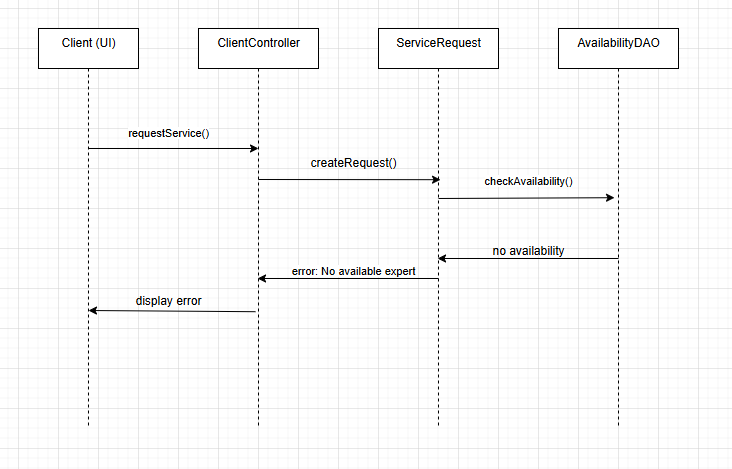 Client (UI)
ClientController
ServiceRequest
AvailabilityDAO
requestService()
createRequest()
checkAvailability()
no availability
error: No available expert
display error